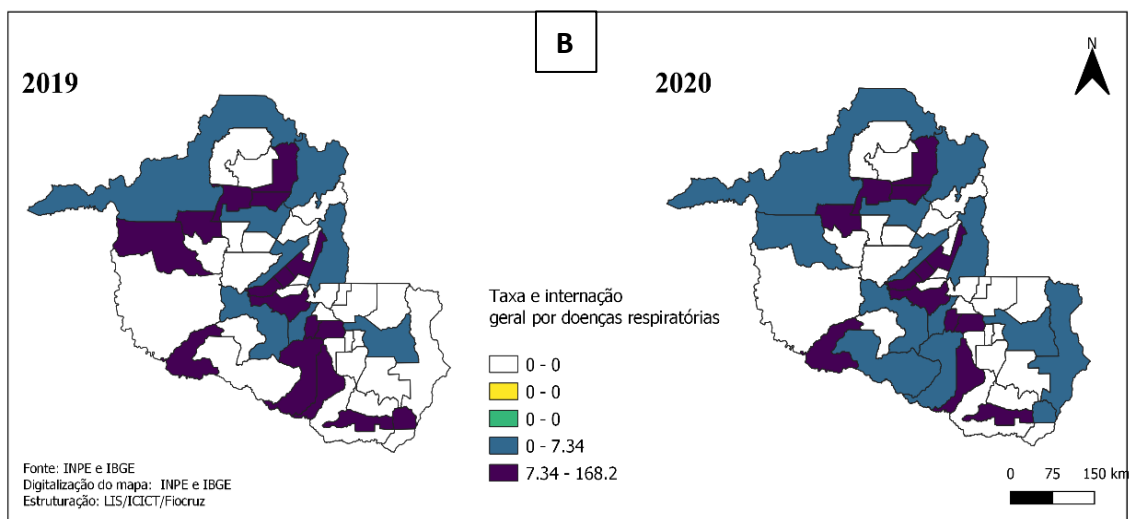 B
2019
2020
N
Taxa e internação
geral por doenças respiratórias
0 - 0
0 - 0
0 - 0
0 - 7.34
7.34 - 168.2
Fonte: INPE e IBGE
Digitalização do mapa: INPE e IBGE
Estruturação: LIS/ICICT/Fiocruz
0 75 150 km